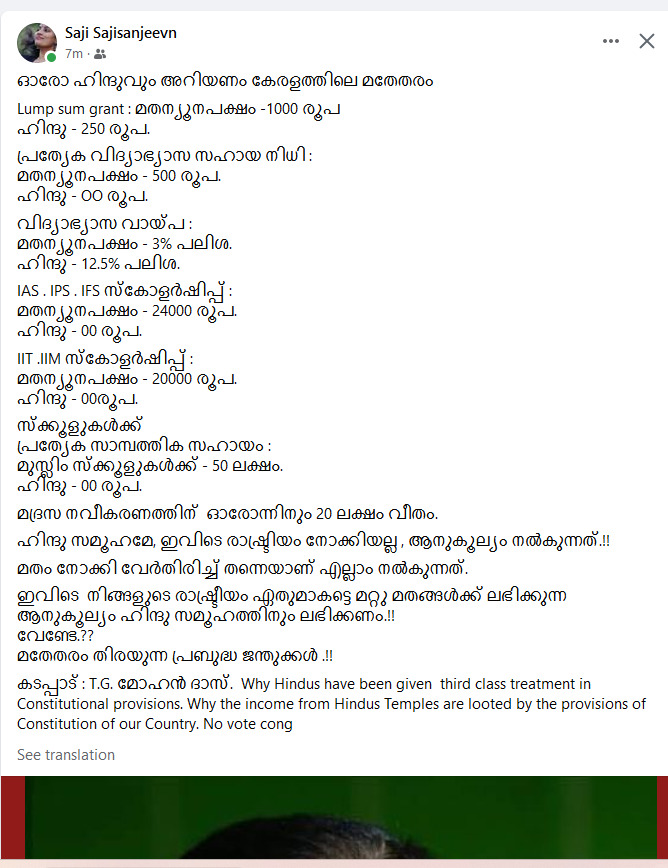 Saji Sajisanjeevn
7m ·
ഓരോ ഹിന്ദുവും അറിയണം കേരളത്തിലെ മതേതരം
Lump sum grant : മതന്യൂനപക്ഷം -1000 രൂപ
ഹിന്ദു - 250 രൂപ.
പ്രത്യേക വിദ്യാഭ്യാസ സഹായ നിധി :
മതന്യൂനപക്ഷം - 500 രൂപ.
ഹിന്ദു - OO രൂപ.
വിദ്യാഭ്യാസ വായ്പ :
മതന്യൂനപക്ഷം - 3% പലിശ.
ഹിന്ദു - 12.5% പലിശ.
IAS . IPS . IFS സ്കോളർഷിപ്പ് :
മതന്യൂനപക്ഷം - 24000 രൂപ.
ഹിന്ദു - 00 രൂപ.
IIT .IIM സ്കോളർഷിപ്പ് :
മതന്യൂനപക്ഷം - 20000 രൂപ.
ഹിന്ദു - 00രൂപ.
സ്ക്കൂളുകൾക്ക്
പ്രത്യേക സാമ്പത്തിക സഹായം :
മുസ്ലിം സ്ക്കൂളുകൾക്ക് - 50 ലക്ഷം.
ഹിന്ദു - 00 രൂപ.
മദ്രസ നവീകരണത്തിന് ഓരോന്നിനും 20 ലക്ഷം വീതം.
ഹിന്ദു സമൂഹമേ, ഇവിടെ രാഷ്ട്രിയം നോക്കിയല്ല , ആനുകൂല്യം നൽകുന്നത്.!!
മതം നോക്കി വേർതിരിച്ച് തന്നെയാണ് എല്ലാം നൽകുന്നത്.
ഇവിടെ നിങ്ങളുടെ രാഷ്ട്രീയം ഏതുമാകട്ടെ മറ്റു മതങ്ങൾക്ക് ലഭിക്കുന്ന
ആനുകൂല്യം ഹിന്ദു സമൂഹത്തിനും ലഭിക്കണം.!!
വേണ്ടേ.??
മതേതരം തിരയുന്ന പ്രബുദ്ധ ജന്തുക്കൾ .!!
കടപ്പാട് : T.G. മോഹൻ ദാസ്. Why Hindus have been given third class treatment in
Constitutional provisions. Why the income from Hindus Temples are looted by the provisions of
Constitution of our Country. No vote cong
See translation